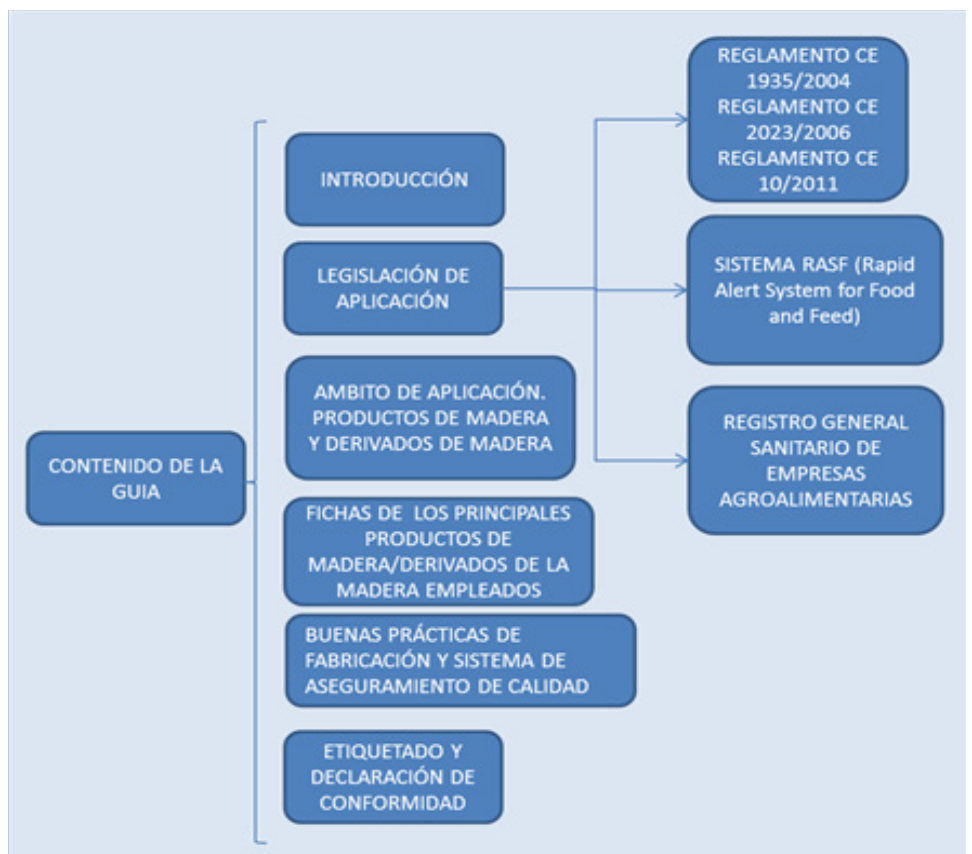 CONTENIDO DE LA
GUIA
INTRODUCCIÓN
LEGISLACIÓN DE
APLICACIÓN
AMBITO DE APLICACIÓN.
PRODUCTOS DE MADERA
Y DERIVADOS DE MADERA
FICHAS DE LOS PRINCIPALES
PRODUCTOS DE
MADERA/DERIVADOS DE LA
MADERA EMPLEADOS
BUENAS PRÁCTICAS DE
FABRICACIÓN Y SISTEMA DE
ASEGURAMIENTO DE CALIDAD
ETIQUETADO Y
DECLARACIÓN DE
CONFORMIDAD
REGLAMENTO CE
1935/2004
REGLAMENTO CE
2023/2006
REGLAMENTO CE
10/2011
SISTEMA RASF (Rapid
Alert System for Food
and Feed)
REGISTRO GENERAL
SANITARIO DE
EMPRESAS
AGROALIMENTARIAS